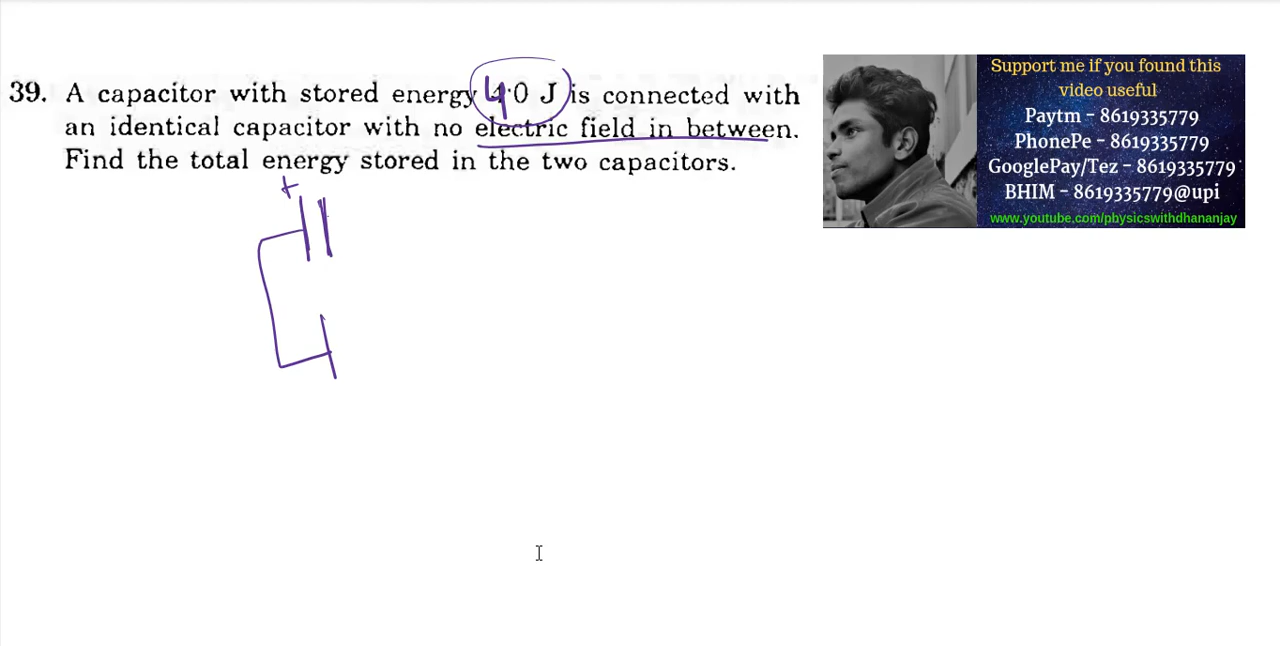 39. A capacitor with stored energy 4·0 J is connected with
an identical capacitor with no electric field in between.
Find the total energy stored in the two capacitors.
+
Support me if you found this
video useful
Paytm - 8619335779
PhonePe - 8619335779
GooglePay/Tez - 8619335779
BHIM - 8619335779@upi
www.youtube.com/physicswithdhananjay